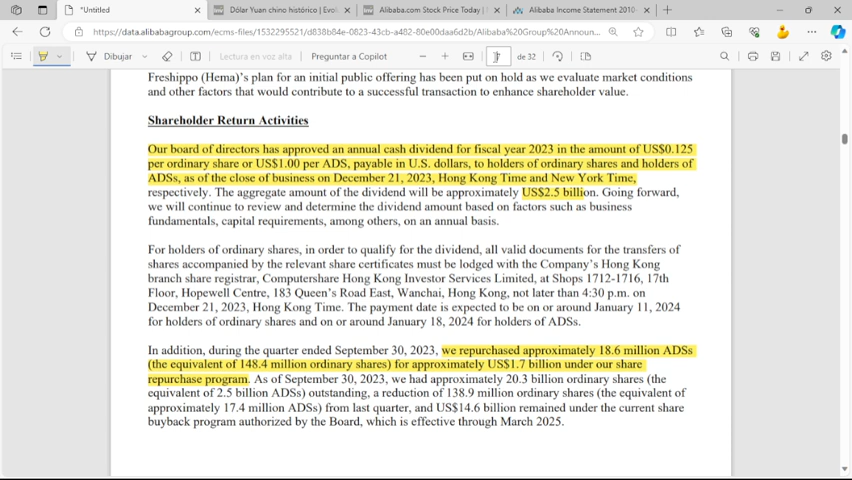 *Untitled
Dólar Yuan chino histórico | Evol
Alibaba.com Stock Price Today |
Alibaba Income Statement 2010-
https://data.alibabagroup.com/ecms-files/1532295521/d838b84e-0823-43cb-a482-80e00daa6d2b/Alibaba%20Group%20Announ...
Dibujar
Lectura en voz alta
Preguntar a Copilot
de 32
Freshippo (Hema)'s plan for an initial public offering has been put on hold as we evaluate market conditions
and other factors that would contribute to a successful transaction to enhance shareholder value.
Shareholder Return Activities
Our board of directors has approved an annual cash dividend for fiscal year 2023 in the amount of US$0.125
per ordinary share or US$1.00 per ADS, payable in U.S. dollars, to holders of ordinary shares and holders of
ADSs, as of the close of business on December 21, 2023, Hong Kong Time and New York Time,
respectively. The aggregate amount of the dividend will be approximately US$2.5 billion. Going forward,
we will continue to review and determine the dividend amount based on factors such as business
fundamentals, capital requirements, among others, on an annual basis.
For holders of ordinary shares, in order to qualify for the dividend, all valid documents for the transfers of
shares accompanied by the relevant share certificates must be lodged with the Company's Hong Kong
branch share registrar, Computershare Hong Kong Investor Services Limited, at Shops 1712-1716, 17th
Floor, Hopewell Centre, 183 Queen's Road East, Wanchai, Hong Kong, not later than 4:30 p.m. on
December 21, 2023, Hong Kong Time. The payment date is expected to be on or around January 11, 2024
for holders of ordinary shares and on or around January 18, 2024 for holders of ADSs.
In addition, during the quarter ended September 30, 2023, we repurchased approximately 18.6 million ADSs
(the equivalent of 148.4 million ordinary shares) for approximately US$1.7 billion under our share
repurchase program. As of September 30, 2023, we had approximately 20.3 billion ordinary shares (the
equivalent of 2.5 billion ADSs) outstanding, a reduction of 138.9 million ordinary shares (the equivalent of
approximately 17.4 million ADSs) from last quarter, and US$14.6 billion remained under the current share
buyback program authorized by the Board, which is effective through March 2025.